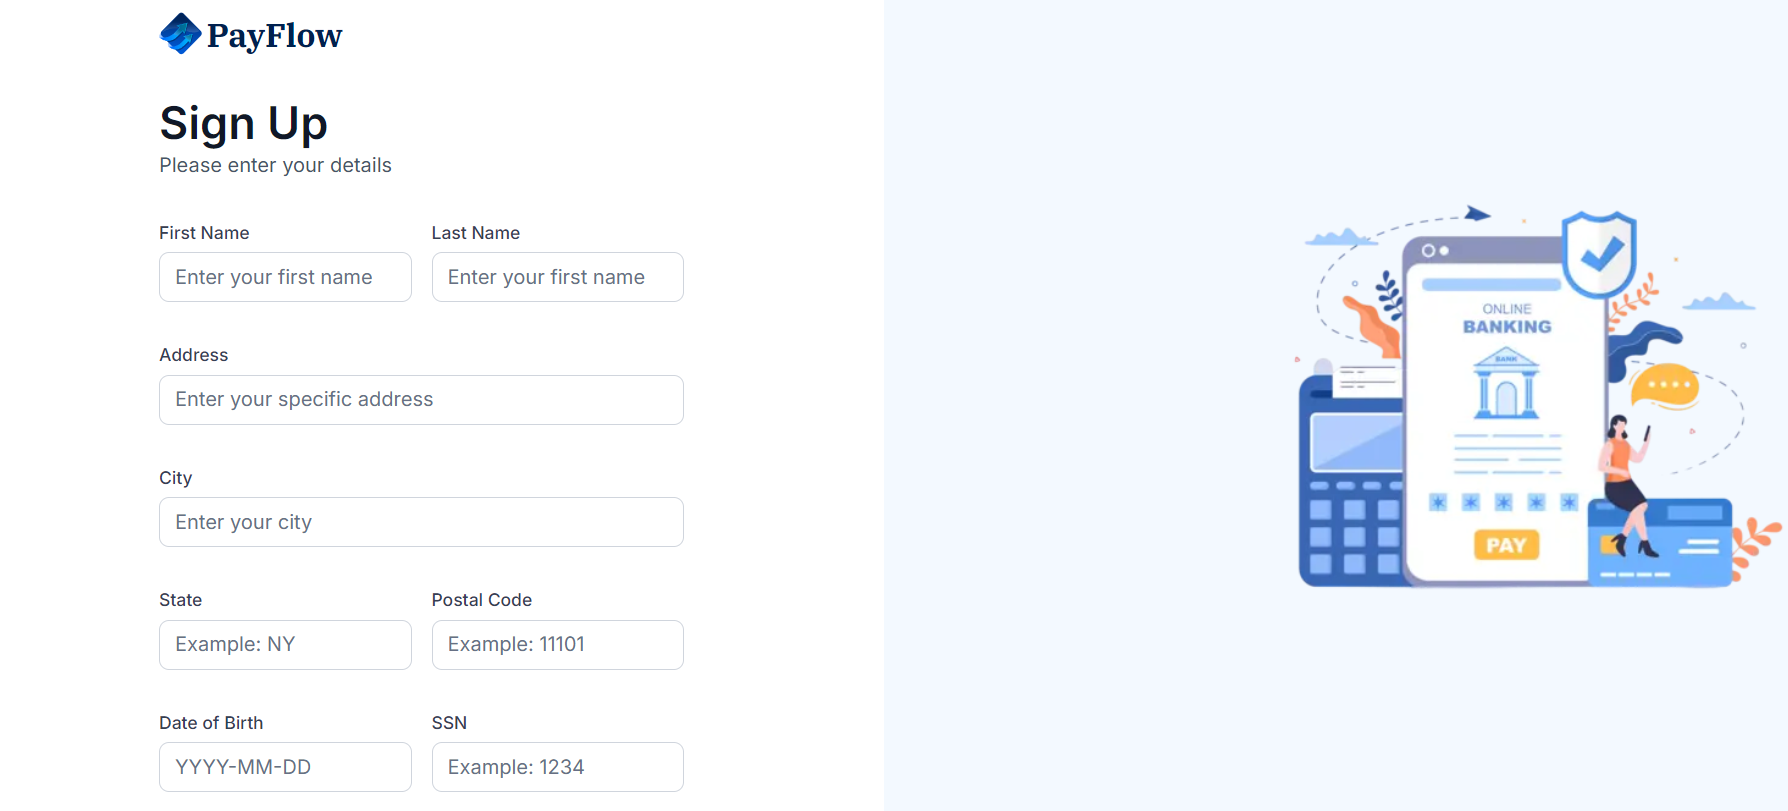 PayFlow
Sign Up
Please enter your details
First Name Last Name
Enter your first name Enter your first name
Address
Enter your specific address
City
Enter your city
State Postal Code
Example: NY Example: 11101
Date of Birth SSN
YYYY-MM-DD Example: 1234
ONLINE
BANKING
BANK
PAY